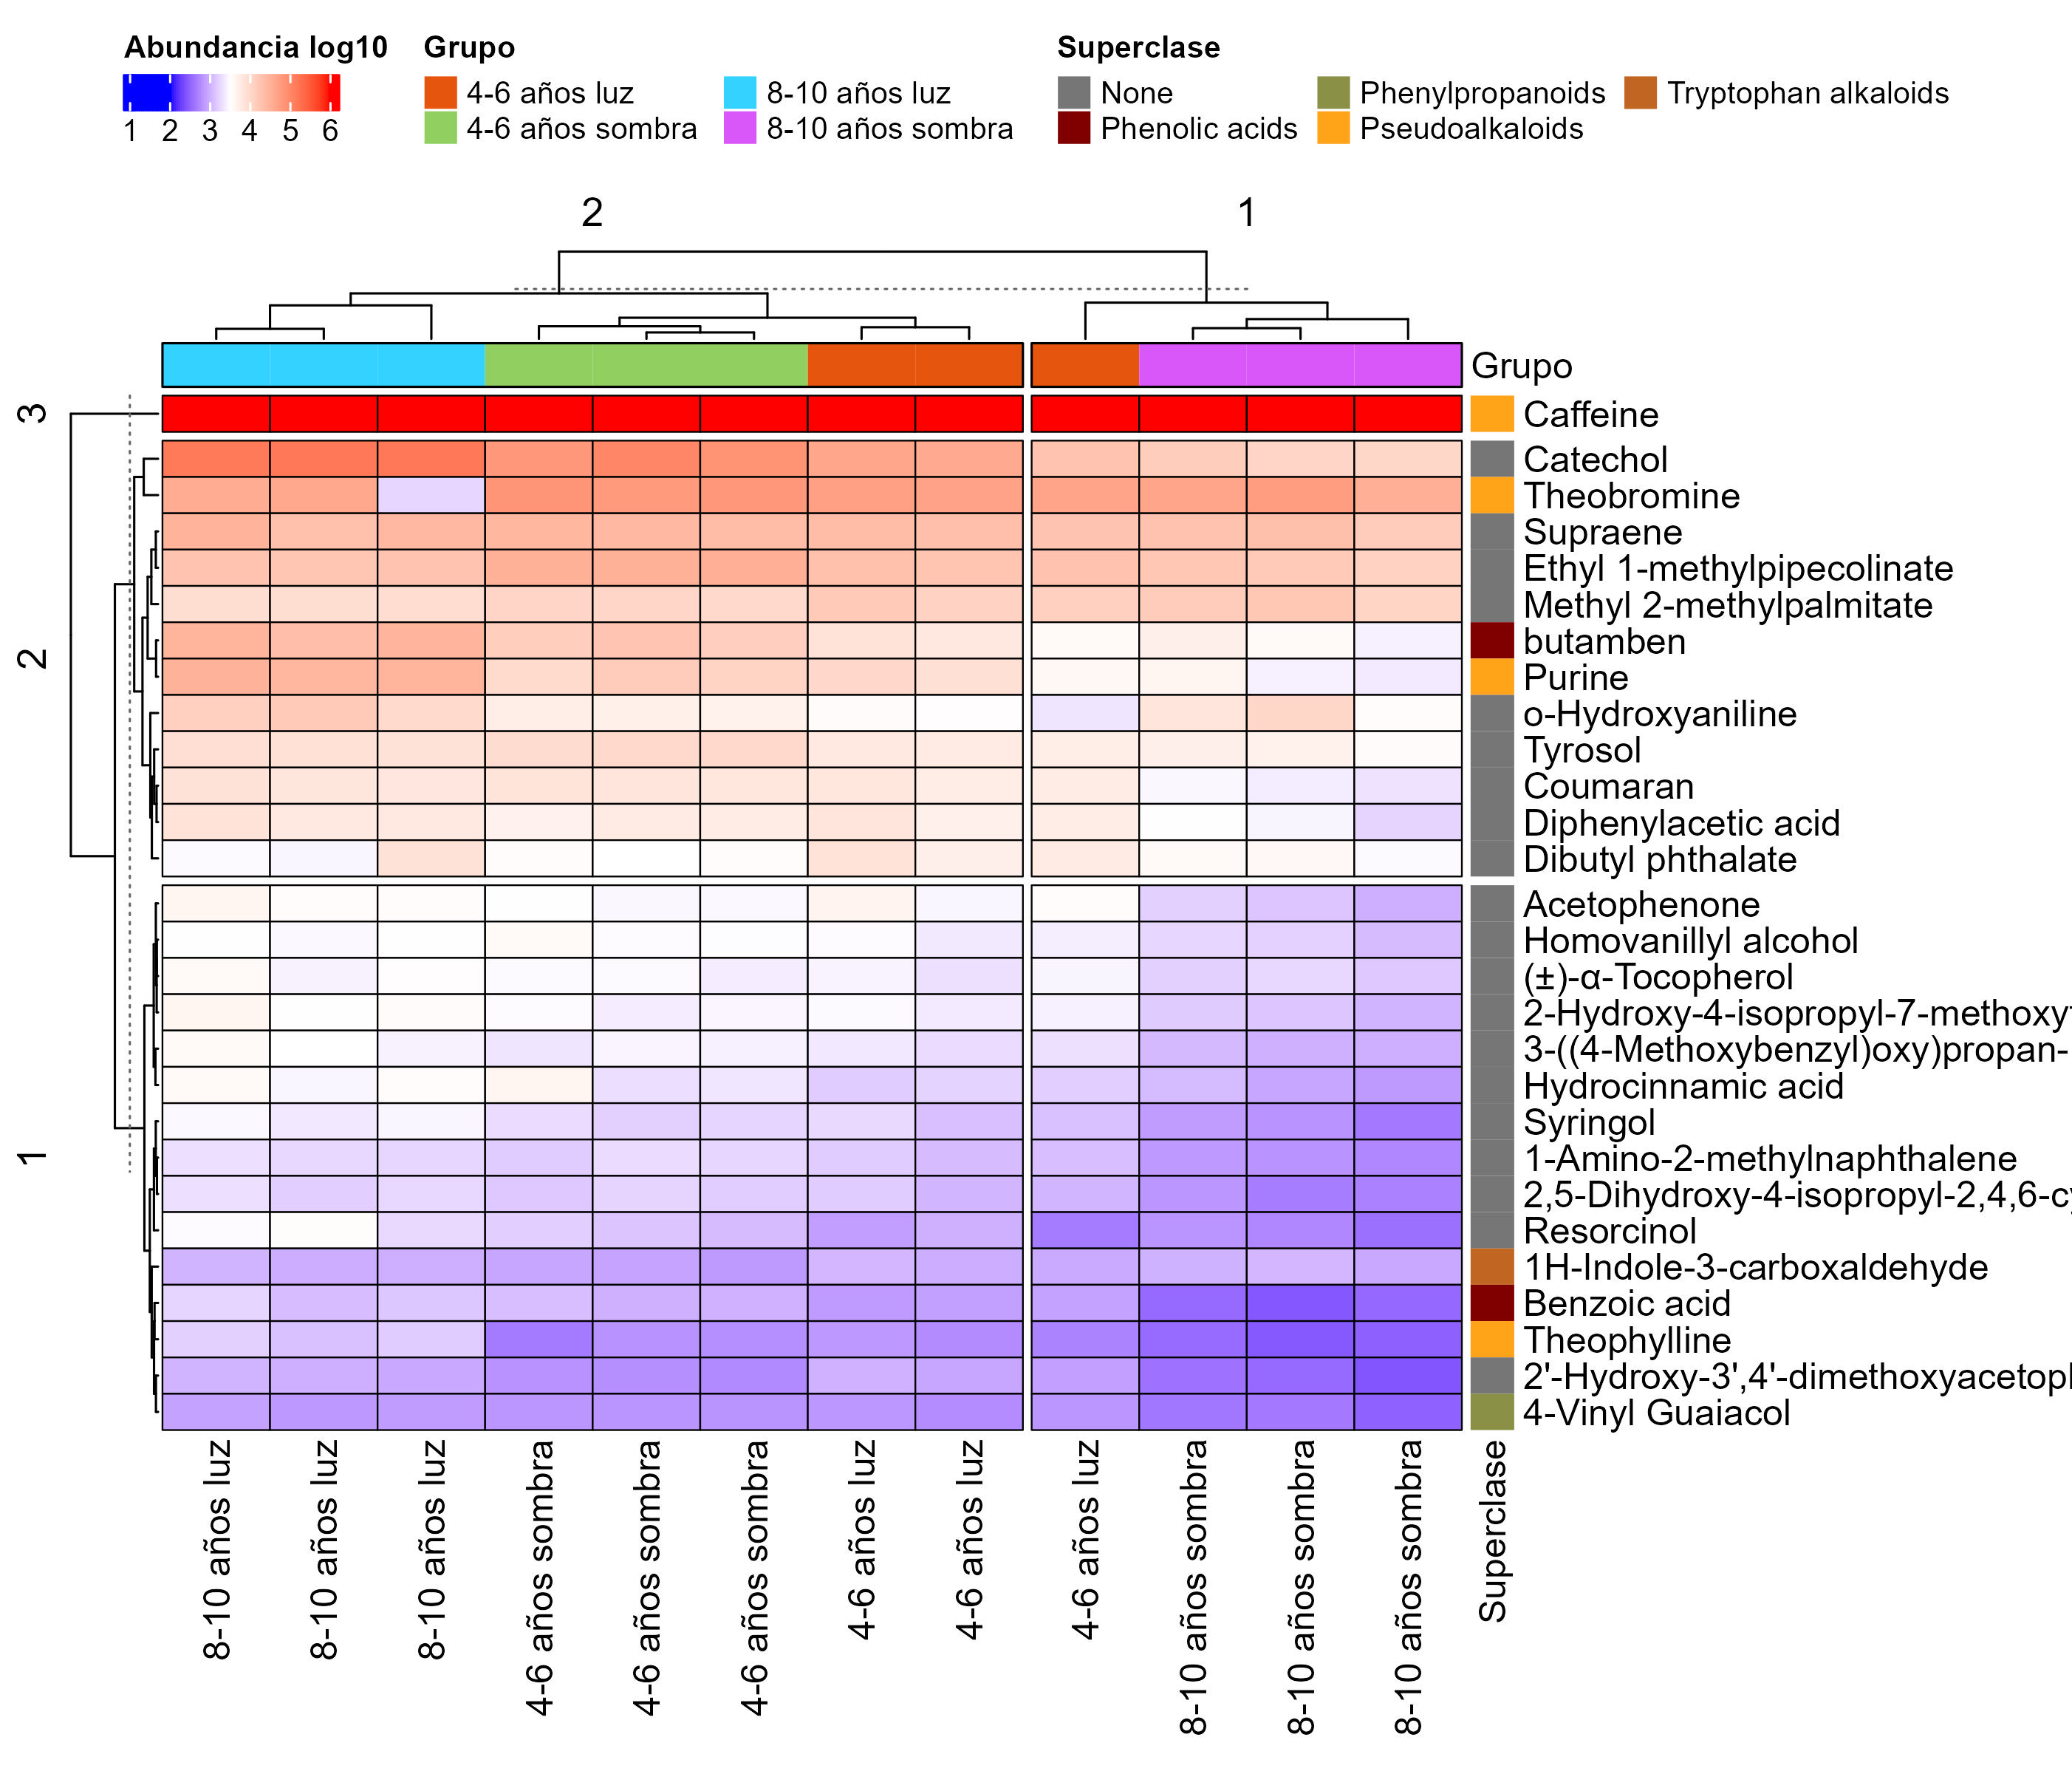 Abundancia log10
1 2 3 4 5 6
Grupo
4-6 años luz
4-6 años sombra
8-10 años luz
8-10 años sombra
Superclase
None
Phenolic acids
Phenylpropanoids
Pseudoalkaloids
Tryptophan alkaloids
2 1
Grupo
3
2
1
Caffeine
Catechol
Theobromine
Supraene
Ethyl 1-methylpipecolinate
Methyl 2-methylpalmitate
butamben
Purine
o-Hydroxyaniline
Tyrosol
Coumaran
Diphenylacetic acid
Dibutyl phthalate
Acetophenone
Homovanillyl alcohol
(±)-α-Tocopherol
2-Hydroxy-4-isopropyl-7-methoxy
3-((4-Methoxybenzyl)oxy)propan-
Hydrocinnamic acid
Syringol
1-Amino-2-methylnaphthalene
2,5-Dihydroxy-4-isopropyl-2,4,6-cy
Resorcinol
1H-Indole-3-carboxaldehyde
Benzoic acid
Theophylline
2'-Hydroxy-3',4'-dimethoxyacetop
4-Vinyl Guaiacol
8-10 años luz
8-10 años luz
8-10 años luz
4-6 años sombra
4-6 años sombra
4-6 años sombra
4-6 años luz
4-6 años luz
4-6 años luz
8-10 años sombra
8-10 años sombra
8-10 años sombra
Superclase